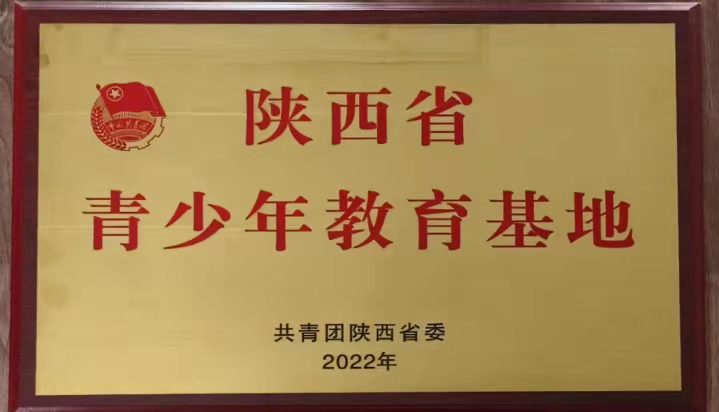 陕西省
青少年教育基地
共青团陕西省委
2022年